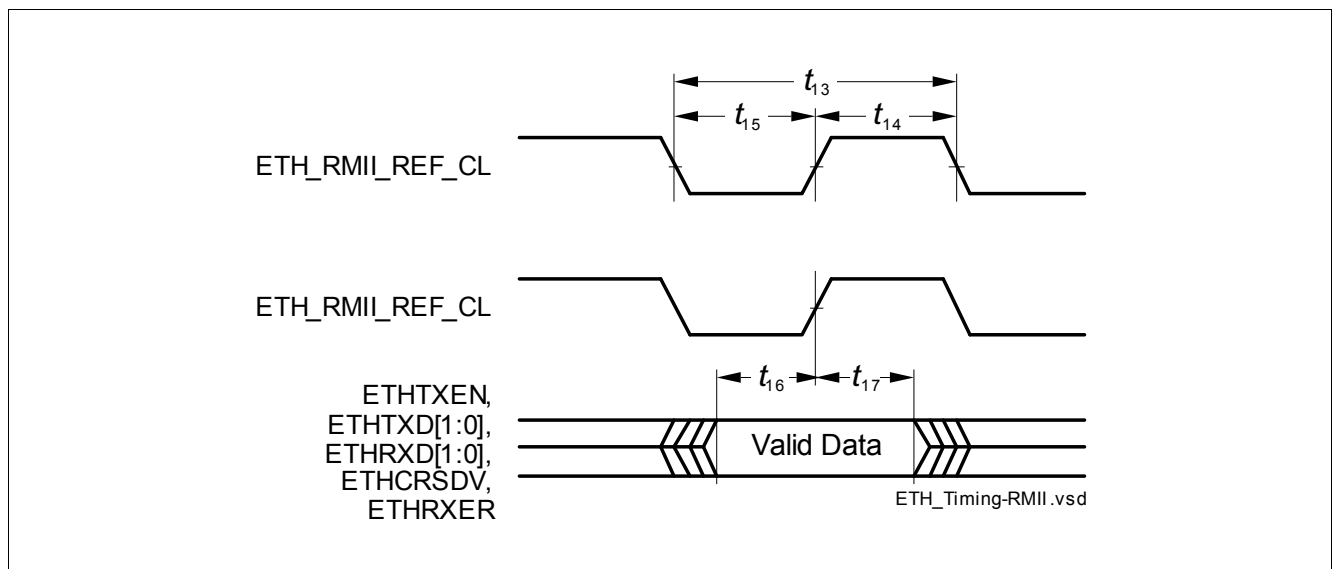 t13
t15
t14
ETH_RMII_REF_CL
ETH_RMII_REF_CL
t16
t17
ETHTXEN,
ETHTXD[1:0],
ETHRXD[1:0],
ETHCRSDV,
ETHRXER
Valid Data
ETH_Timing-RMII.vsd